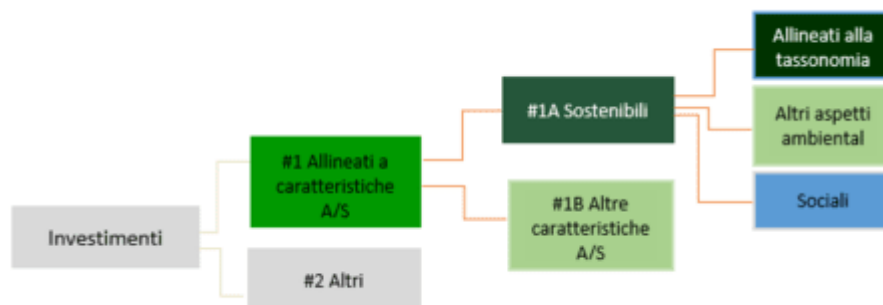 Investimenti
#1 Allineati a
caratteristiche
A/S
#2 Altri
#1A Sostenibili
#1B Altre
caratteristiche
A/S
Allineati alla
tassonomia
Altri aspetti
ambiental
Sociali